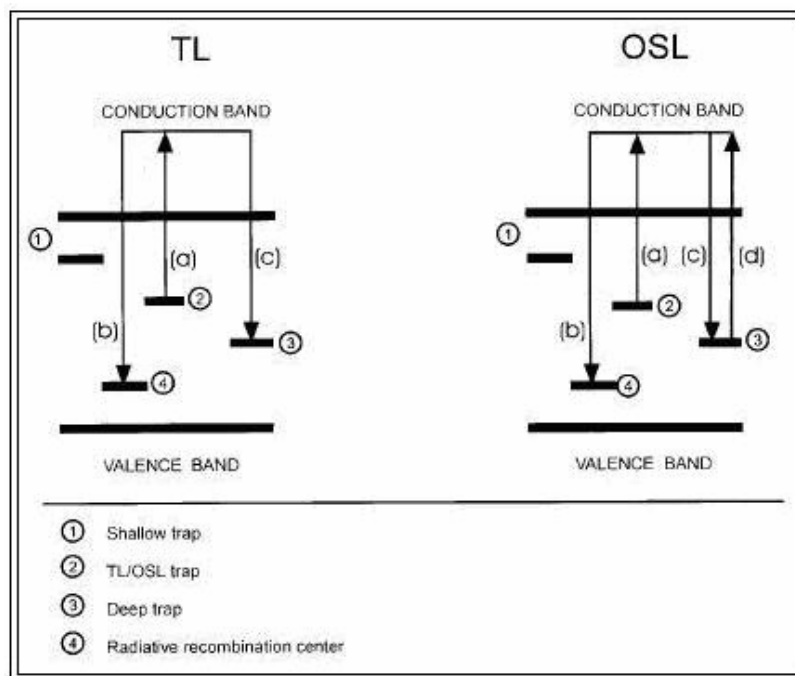 TL
OSL
CONDUCTION BAND
CONDUCTION BAND
1
(a)
(c)
2
(b)
3
4
1
(a)
(c)
(d)
2
(b)
3
4
VALENCE BAND
VALENCE BAND
1 Shallow trap
2 TL/OSL trap
3 Deep trap
4 Radiative recombination center